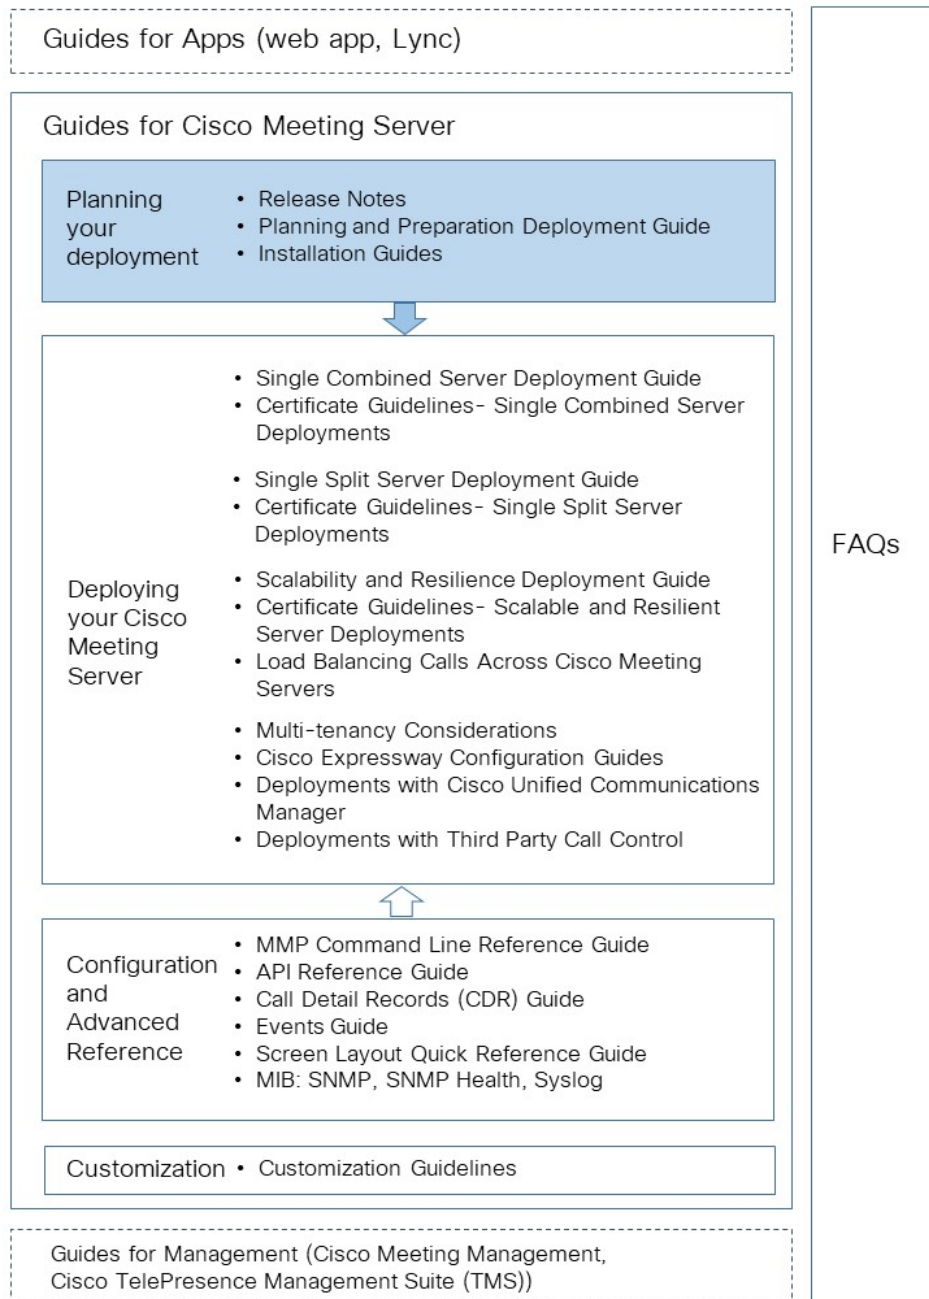 Guides for Apps (web app, Lync)
Guides for Cisco Meeting Server
Planning
your
deployment
• Release Notes
• Planning and Preparation Deployment Guide
• Installation Guides
Deploying
your Cisco
Meeting
Server
• Single Combined Server Deployment Guide
• Certificate Guidelines- Single Combined Server
Deployments
• Single Split Server Deployment Guide
• Certificate Guidelines- Single Split Server
Deployments
• Scalability and Resilience Deployment Guide
• Certificate Guidelines- Scalable and Resilient
Server Deployments
• Load Balancing Calls Across Cisco Meeting
Servers
• Multi-tenancy Considerations
• Cisco Expressway Configuration Guides
• Deployments with Cisco Unified Communications
Manager
• Deployments with Third Party Call Control
Configuration
and
Advanced
Reference
• MMP Command Line Reference Guide
• API Reference Guide
• Call Detail Records (CDR) Guide
• Events Guide
• Screen Layout Quick Reference Guide
• MIB: SNMP, SNMP Health, Syslog
Customization • Customization Guidelines
Guides for Management (Cisco Meeting Management,
Cisco TelePresence Management Suite (TMS))
FAQs